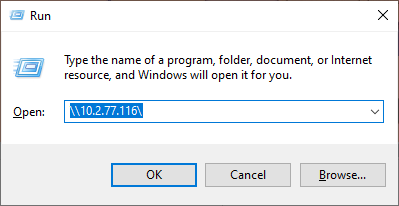 Run
Type the name of a program, folder, document, or Internet
resource, and Windows will open it for you.
Open: \\10.2.77.116\
OK Cancel Browse...